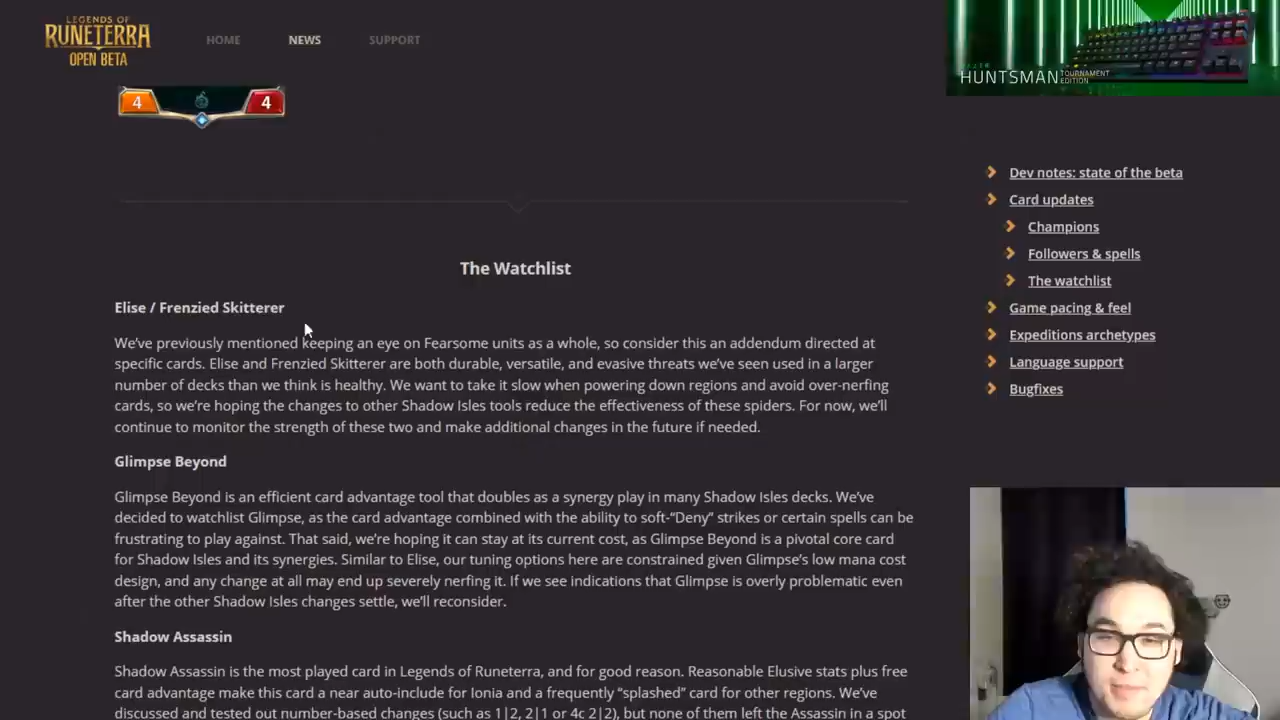 LEGENDS OF
RUNETERRA
OPEN BETA
HOME
NEWS
SUPPORT
HUNTSMAN TOURNAMENT
EDITION
4
4
Dev notes: state of the beta
Card updates
Champions
Followers & spells
The watchlist
Game pacing & feel
Expeditions archetypes
Language support
Bugfixes
The Watchlist
Elise / Frenzied Skitterer
We've previously mentioned keeping an eye on Fearsome units as a whole, so consider this an addendum directed at
specific cards. Elise and Frenzied Skitterer are both durable, versatile, and evasive threats we've seen used in a larger
number of decks than we think is healthy. We want to take it slow when powering down regions and avoid over-nerfing
cards, so we're hoping the changes to other Shadow Isles tools reduce the effectiveness of these spiders. For now, we'll
continue to monitor the strength of these two and make additional changes in the future if needed.
Glimpse Beyond
Glimpse Beyond is an efficient card advantage tool that doubles as a synergy play in many Shadow Isles decks. We've
decided to watchlist Glimpse, as the card advantage combined with the ability to soft-“Deny” strikes or certain spells can be
frustrating to play against. That said, we're hoping it can stay at its current cost, as Glimpse Beyond is a pivotal core card
for Shadow Isles and its synergies. Similar to Elise, our tuning options here are constrained given Glimpse's low mana cost
design, and any change at all may end up severely nerfing it. If we see indications that Glimpse is overly problematic even
after the other Shadow Isles changes settle, we'll reconsider.
Shadow Assassin
Shadow Assassin is the most played card in Legends of Runeterra, and for good reason. Reasonable Elusive stats plus free
card advantage make this card a near auto-include for Ionia and a frequently “splashed” card for other regions. We've
discussed and tested out number-based changes (such as 1|2, 2|1 or 4c 2|2), but none of them left the Assassin in a spot